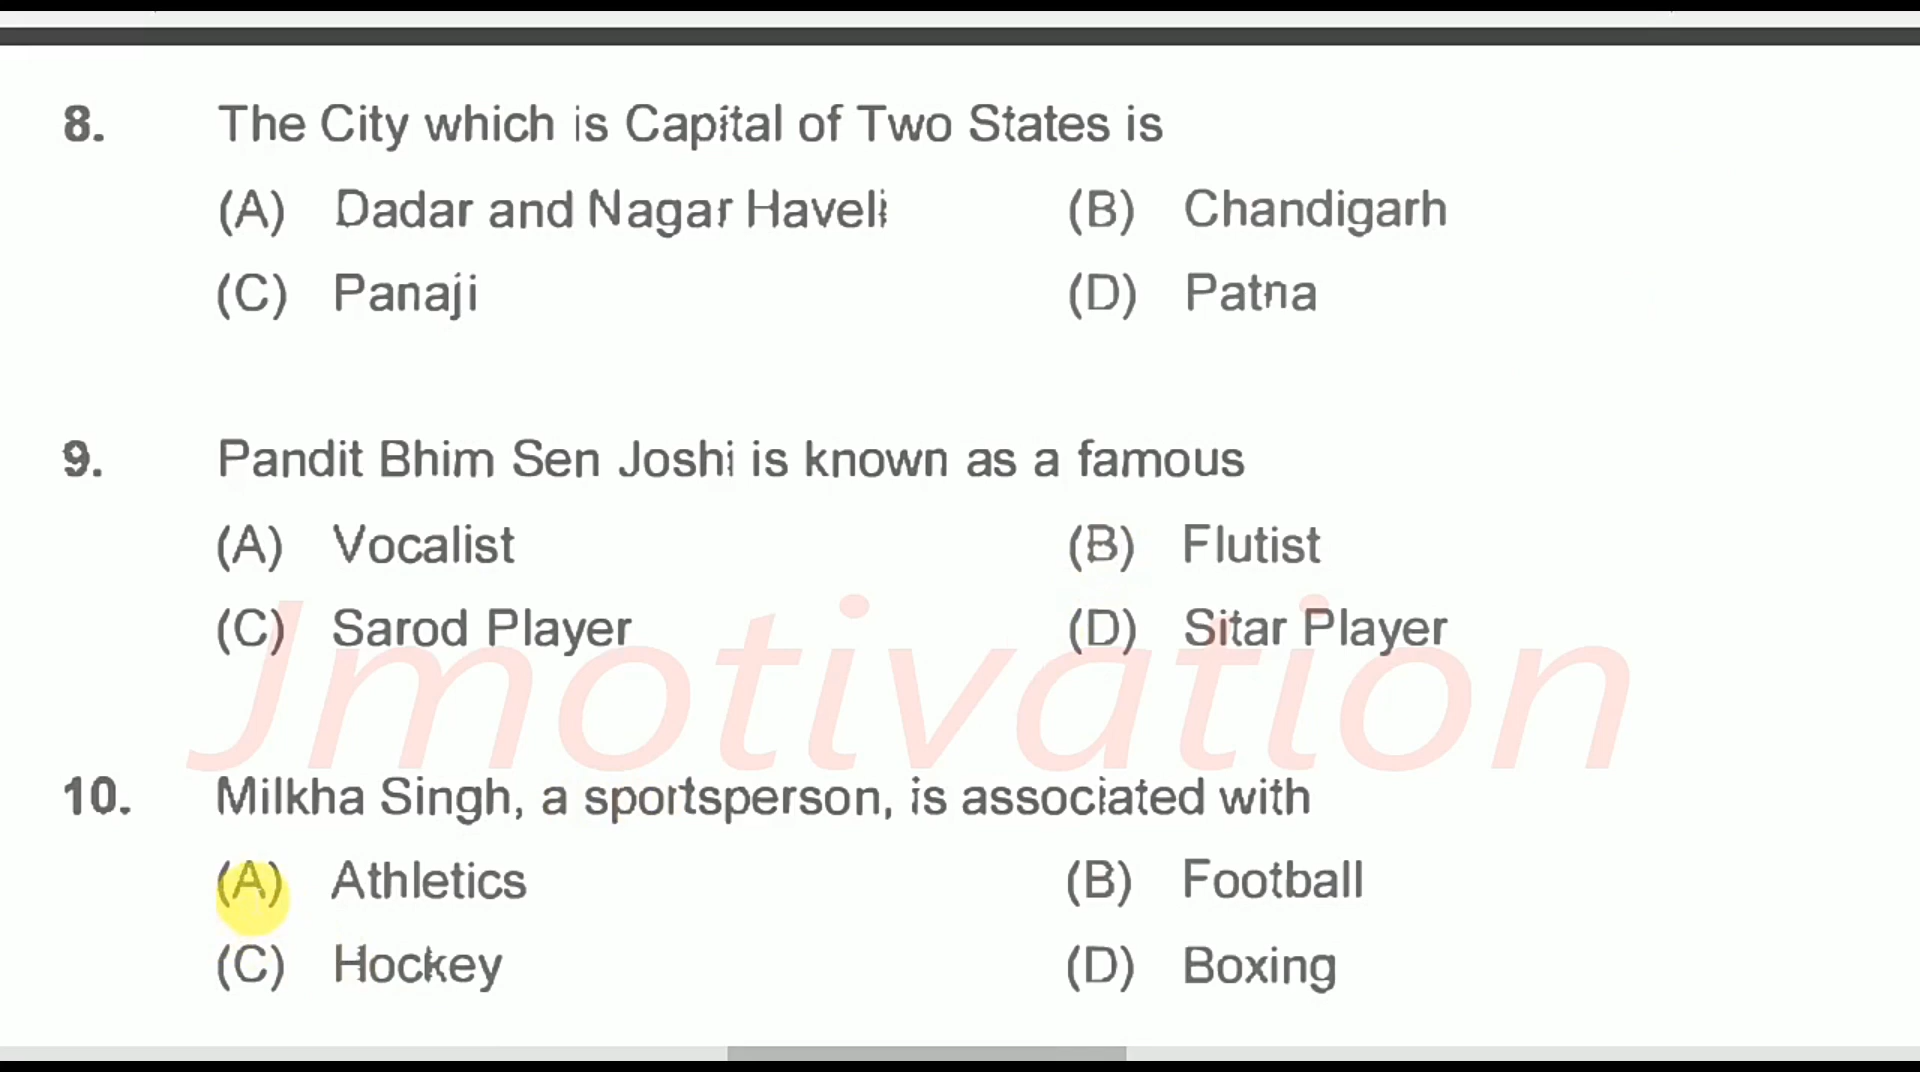 8. The City which is Capital of Two States is
(A) Dadar and Nagar Haveli (B) Chandigarh
(C) Panaji (D) Patna
9. Pandit Bhim Sen Joshi is known as a famous
(A) Vocalist (B) Flutist
(C) Sarod Player (D) Sitar Player
Jmotivation
10. Milkha Singh, a sportsperson, is associated with
(A) Athletics (B) Football
(C) Hockey (D) Boxing